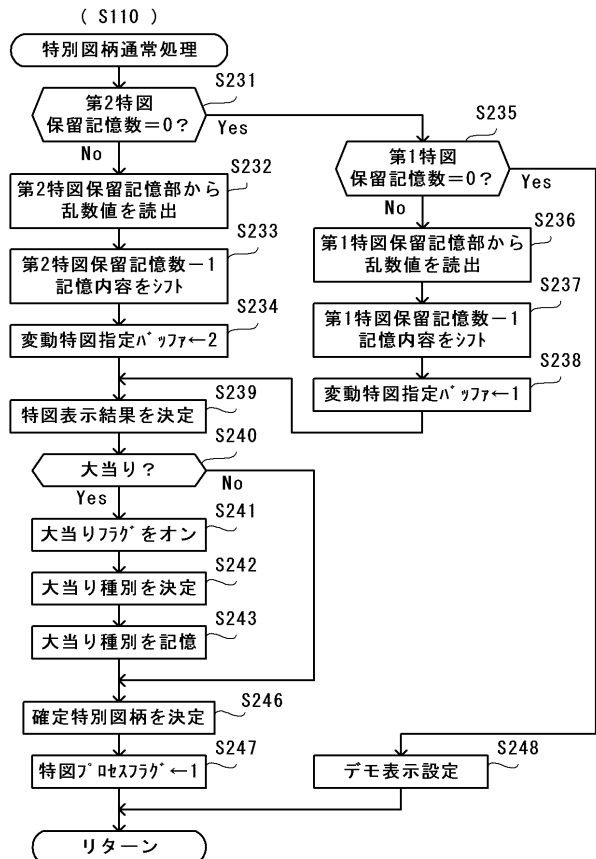 ( S110 )
特別図柄通常処理
S231
第2特図
保留記憶数＝0？
Yes
No
S232
第2特図保留記憶部から
乱数値を読出
S233
第2特図保留記憶数－1
記憶内容をｼﾌﾄ
S234
変動特図指定ﾊﾞｯﾌｧ←2
S235
第1特図
保留記憶数＝0？
Yes
No
S236
第1特図保留記憶部から
乱数値を読出
S237
第1特図保留記憶数－1
記憶内容をｼﾌﾄ
S238
変動特図指定ﾊﾞｯﾌｧ←1
S239
特図表示結果を決定
S240
大当り？
No
Yes
S241
大当りﾌﾗｸﾞをオン
S242
大当り種別を決定
S243
大当り種別を記憶
S246
確定特別図柄を決定
S247
特図ﾌﾟﾛｾｽﾌﾗｸﾞ←1
S248
デモ表示設定
リターン